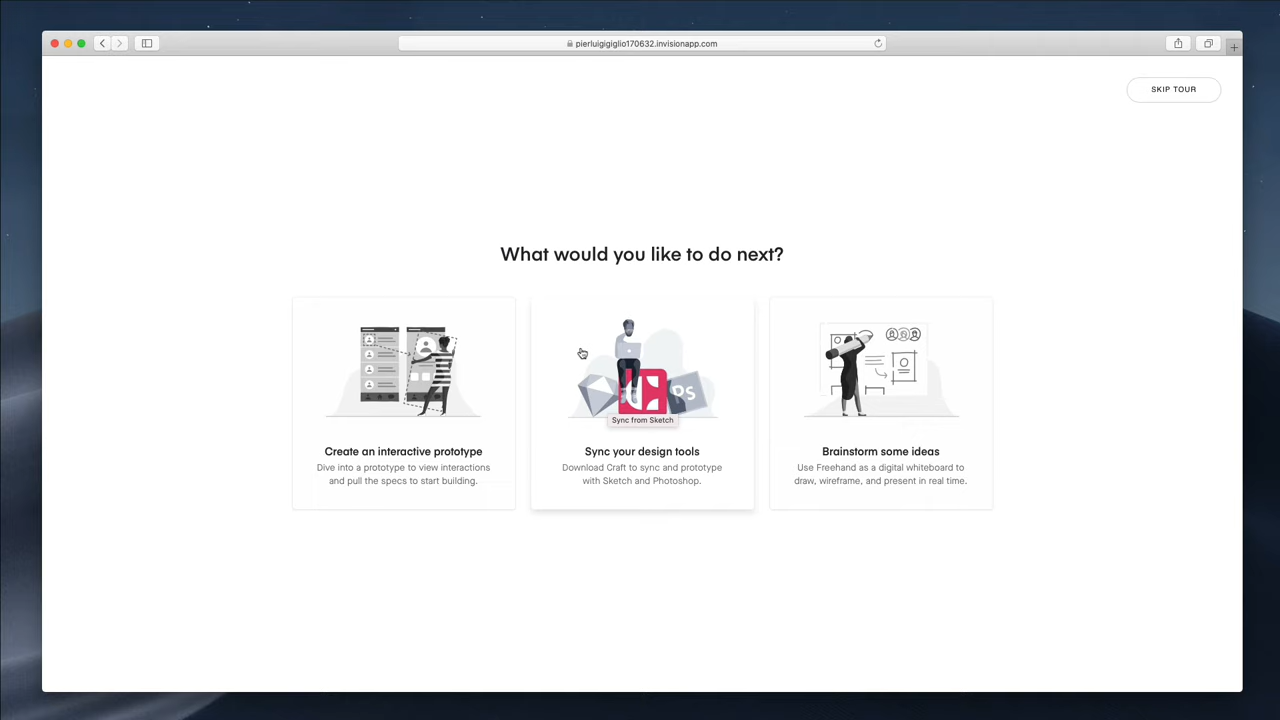 pierluigigiglio170632.invisionapp.com
SKIP TOUR
What would you like to do next?
PS
Sync from Sketch
Create an interactive prototype
Dive into a prototype to view interactions
and pull the specs to start building.
Sync your design tools
Download Craft to sync and prototype
with Sketch and Photoshop.
Brainstorm some ideas
Use Freehand as a digital whiteboard to
draw, wireframe, and present in real time.